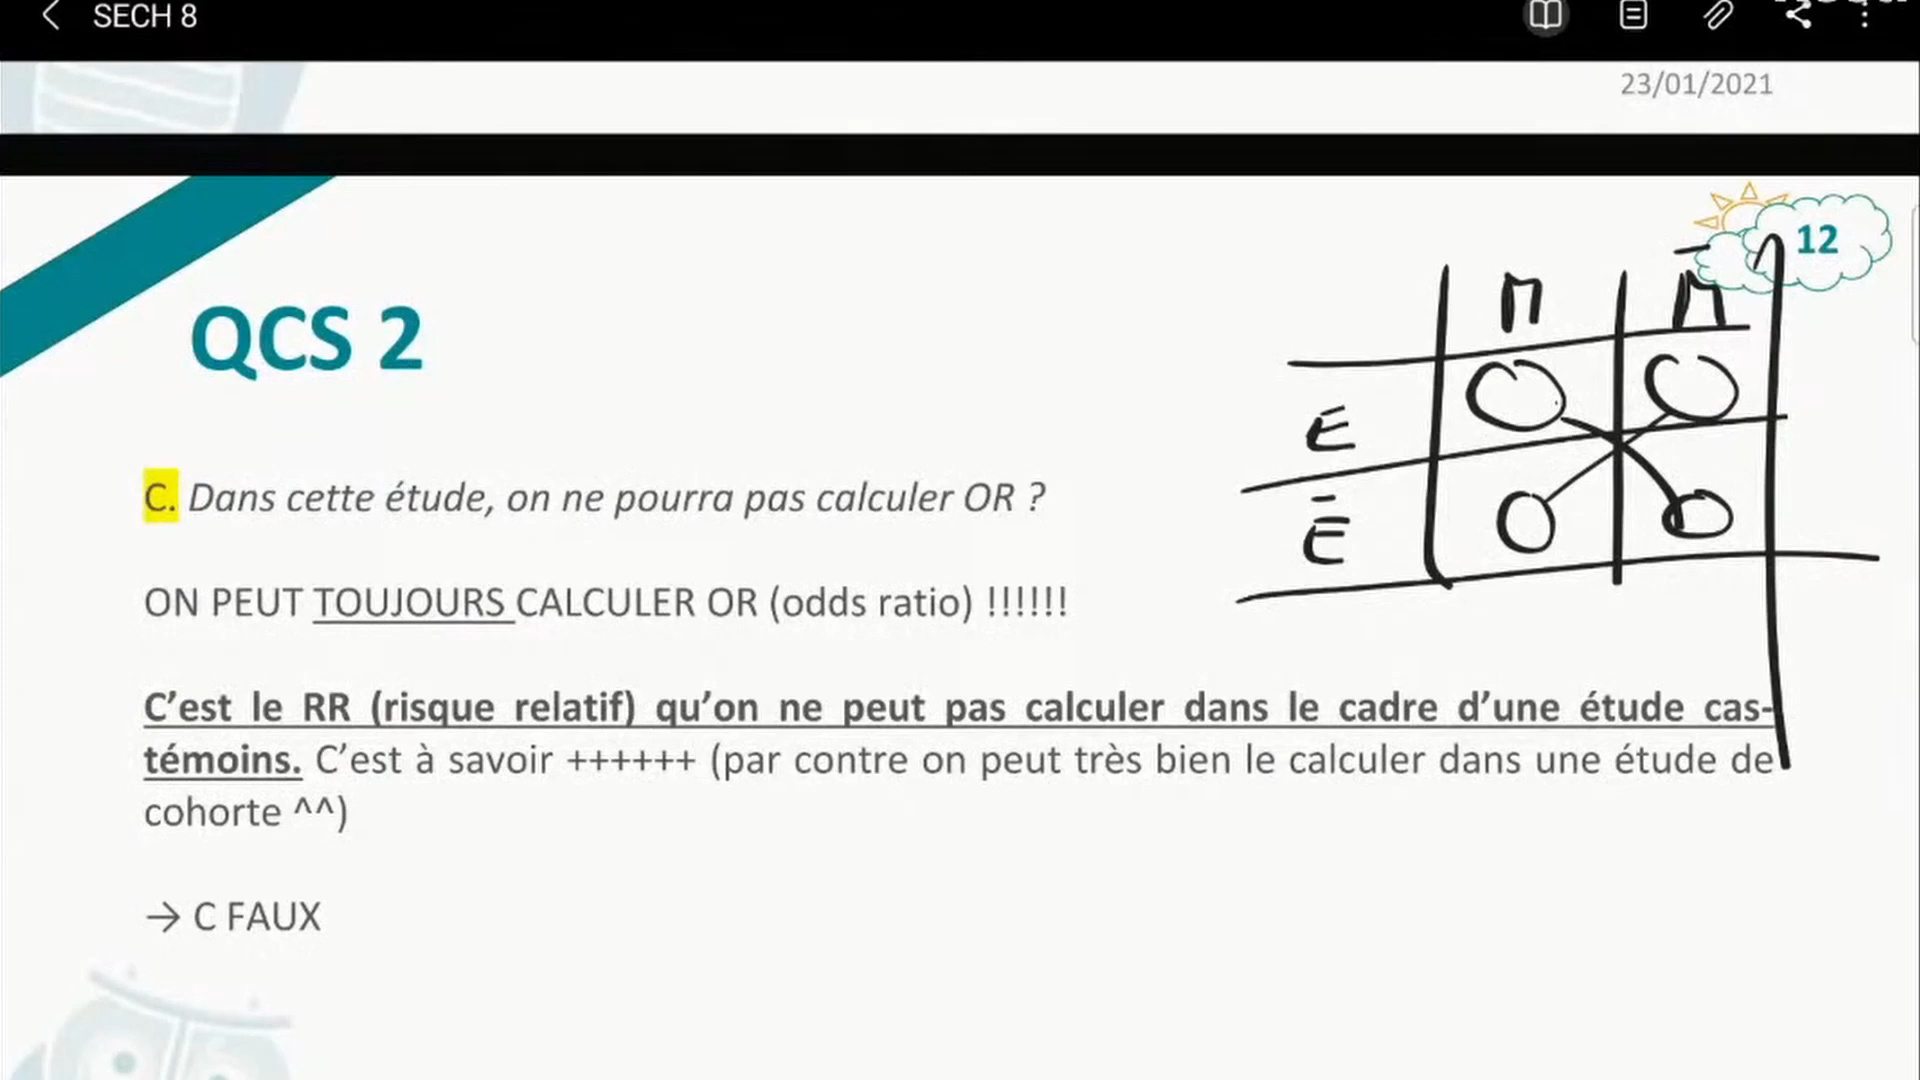 SECH 8
23/01/2021
12
QCS 2
M M̄
E
Ē
C. Dans cette étude, on ne pourra pas calculer OR ?
ON PEUT TOUJOURS CALCULER OR (odds ratio) !!!!!!
C’est le RR (risque relatif) qu’on ne peut pas calculer dans le cadre d’une étude cas-
témoins. C’est à savoir ++++++ (par contre on peut très bien le calculer dans une étude de
cohorte ^^)
→ C FAUX